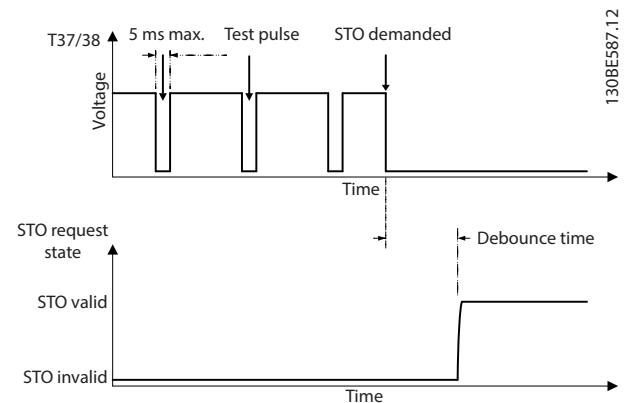 T37/38
5 ms max.
Test pulse
STO demanded
130BE587.12
Voltage
Time
STO request
state
Debounce time
STO valid
STO invalid
Time